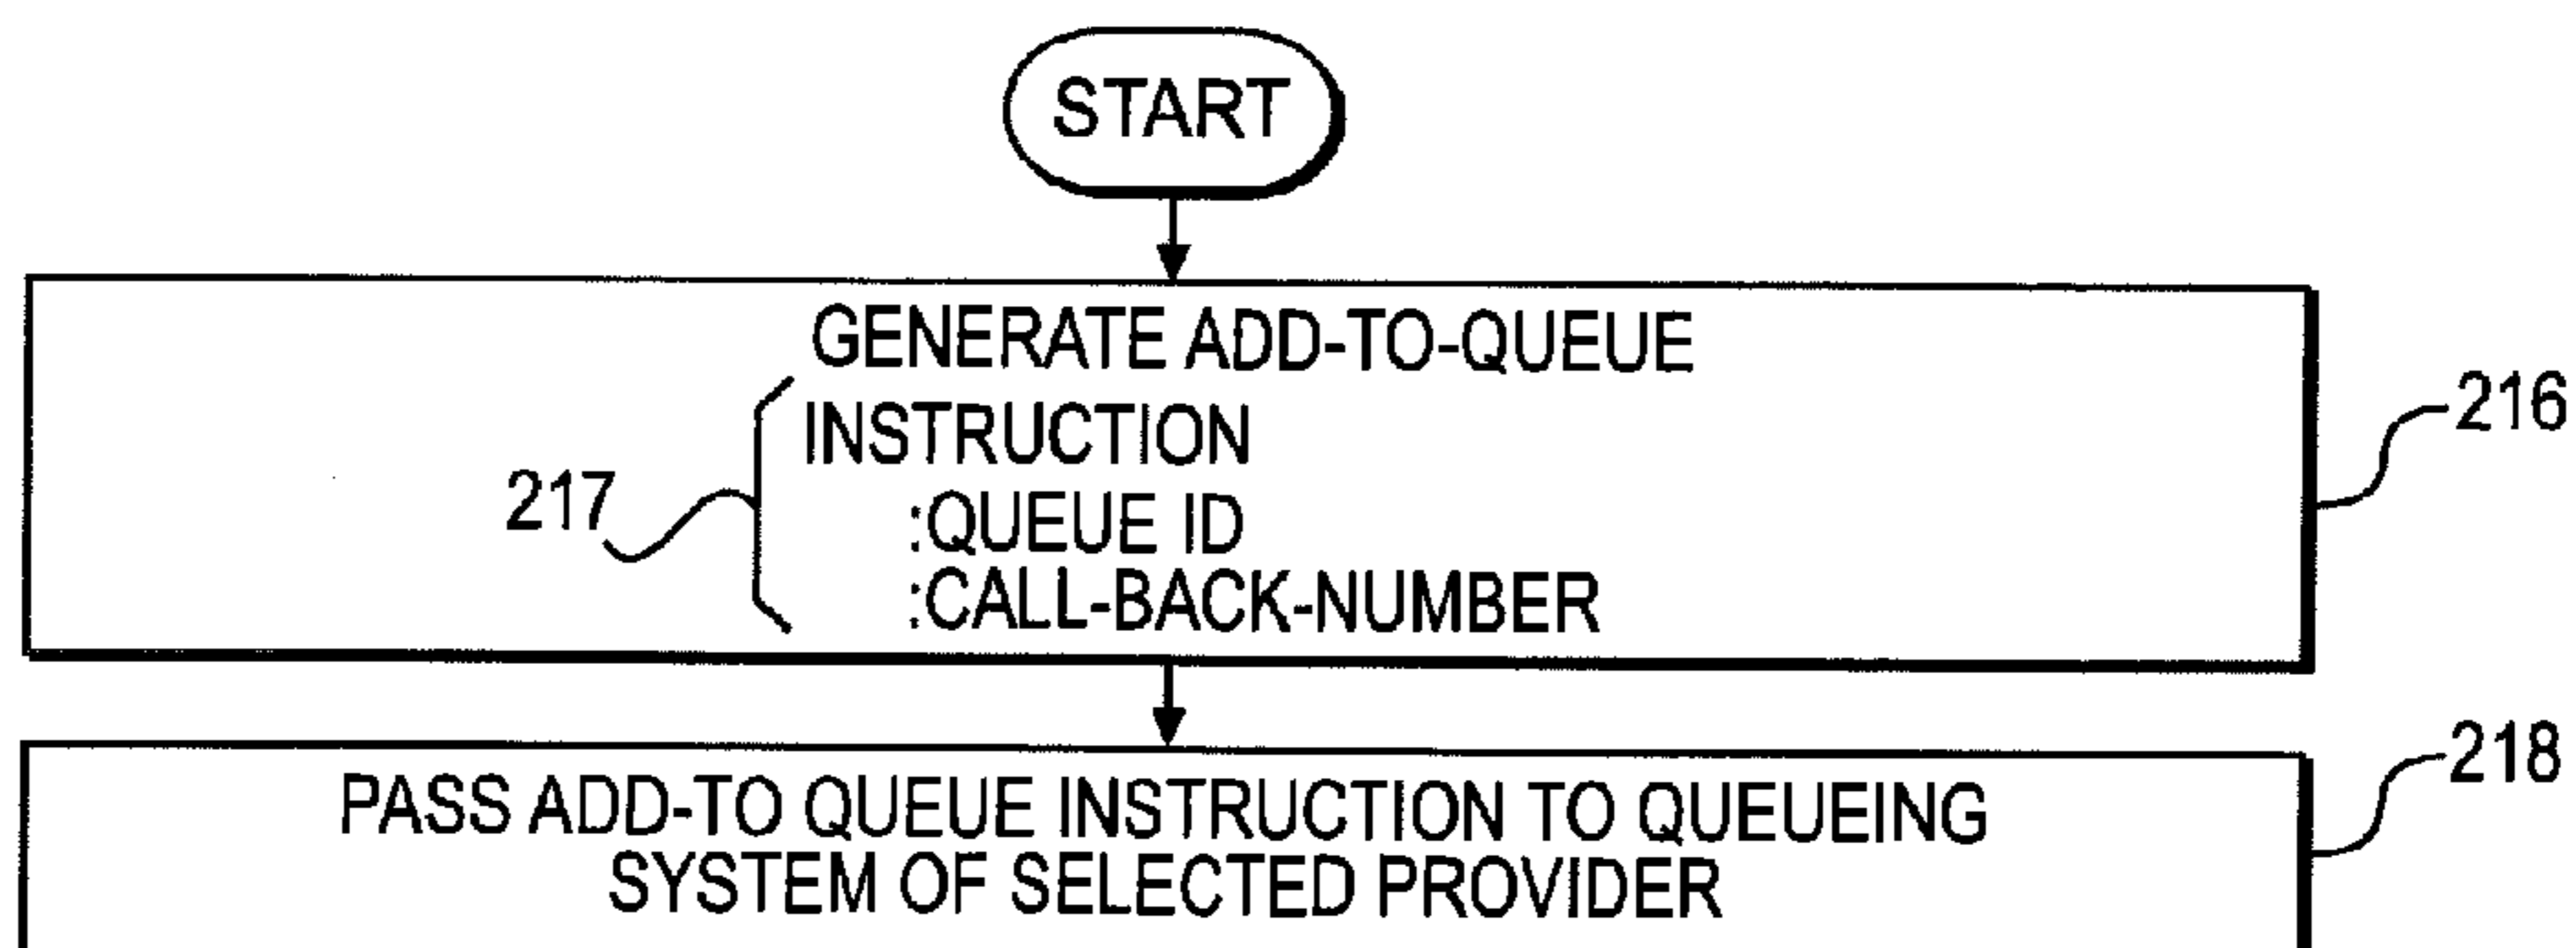 START
GENERATE ADD-TO-QUEUE
INSTRUCTION
:QUEUE ID
:CALL-BACK-NUMBER
217
216
PASS ADD-TO QUEUE INSTRUCTION TO QUEUEING
SYSTEM OF SELECTED PROVIDER
218